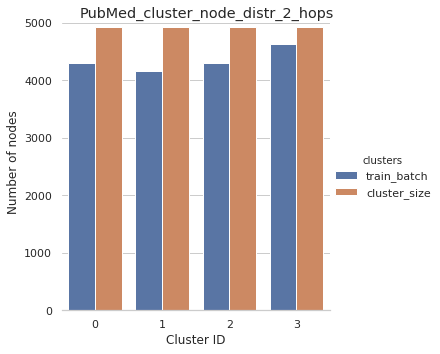 PubMed_cluster_node_distr_2_hops
5000
4000
3000
2000
1000
0
Number of nodes
0 1 2 3
Cluster ID
clusters
train_batch
cluster_size